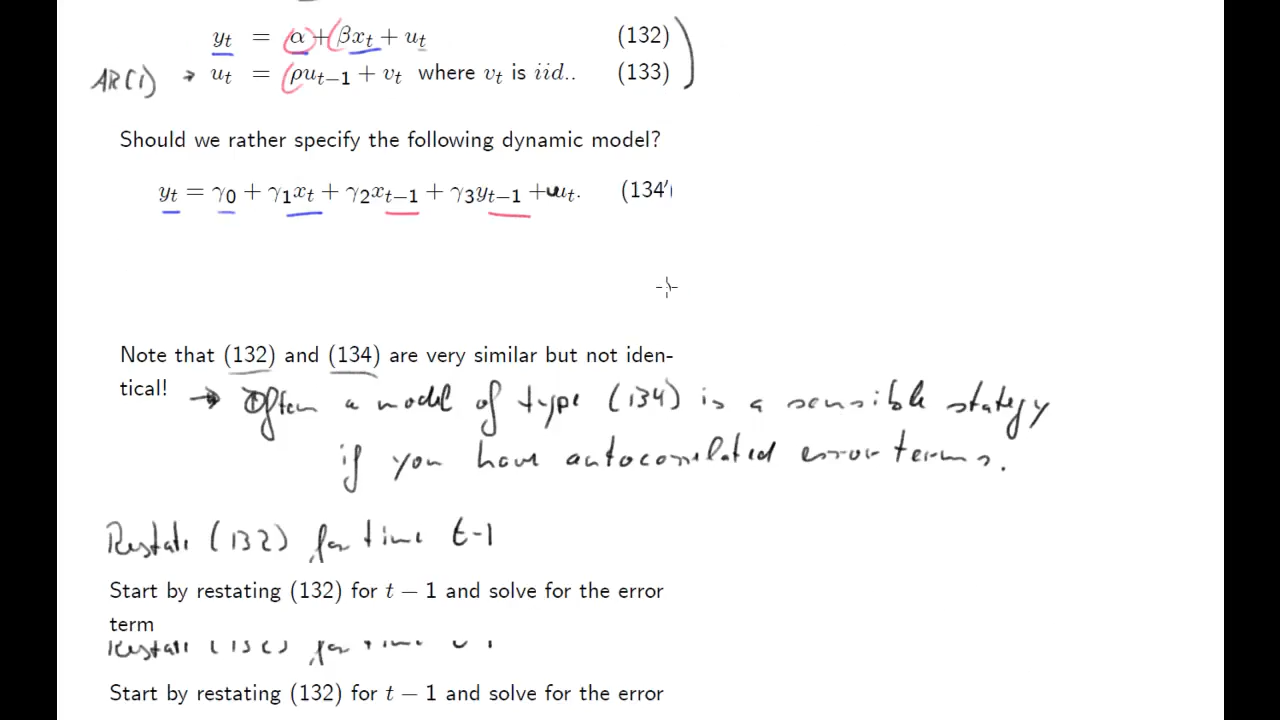 yt = α + βxt + ut (132)
AR(1) → ut = ρut−1 + vt where vt is iid.. (133)
Should we rather specify the following dynamic model?
yt = γ0 + γ1xt + γ2xt−1 + γ3yt−1 + ut. (134)
Note that (132) and (134) are very similar but not iden-
tical!
→ Often a model of type (134) is a sensible stategy
if you have autocorrelated error terms.
Restate (132) for time t-1
Start by restating (132) for t − 1 and solve for the error
term
Start by restating (132) for t − 1 and solve for the error